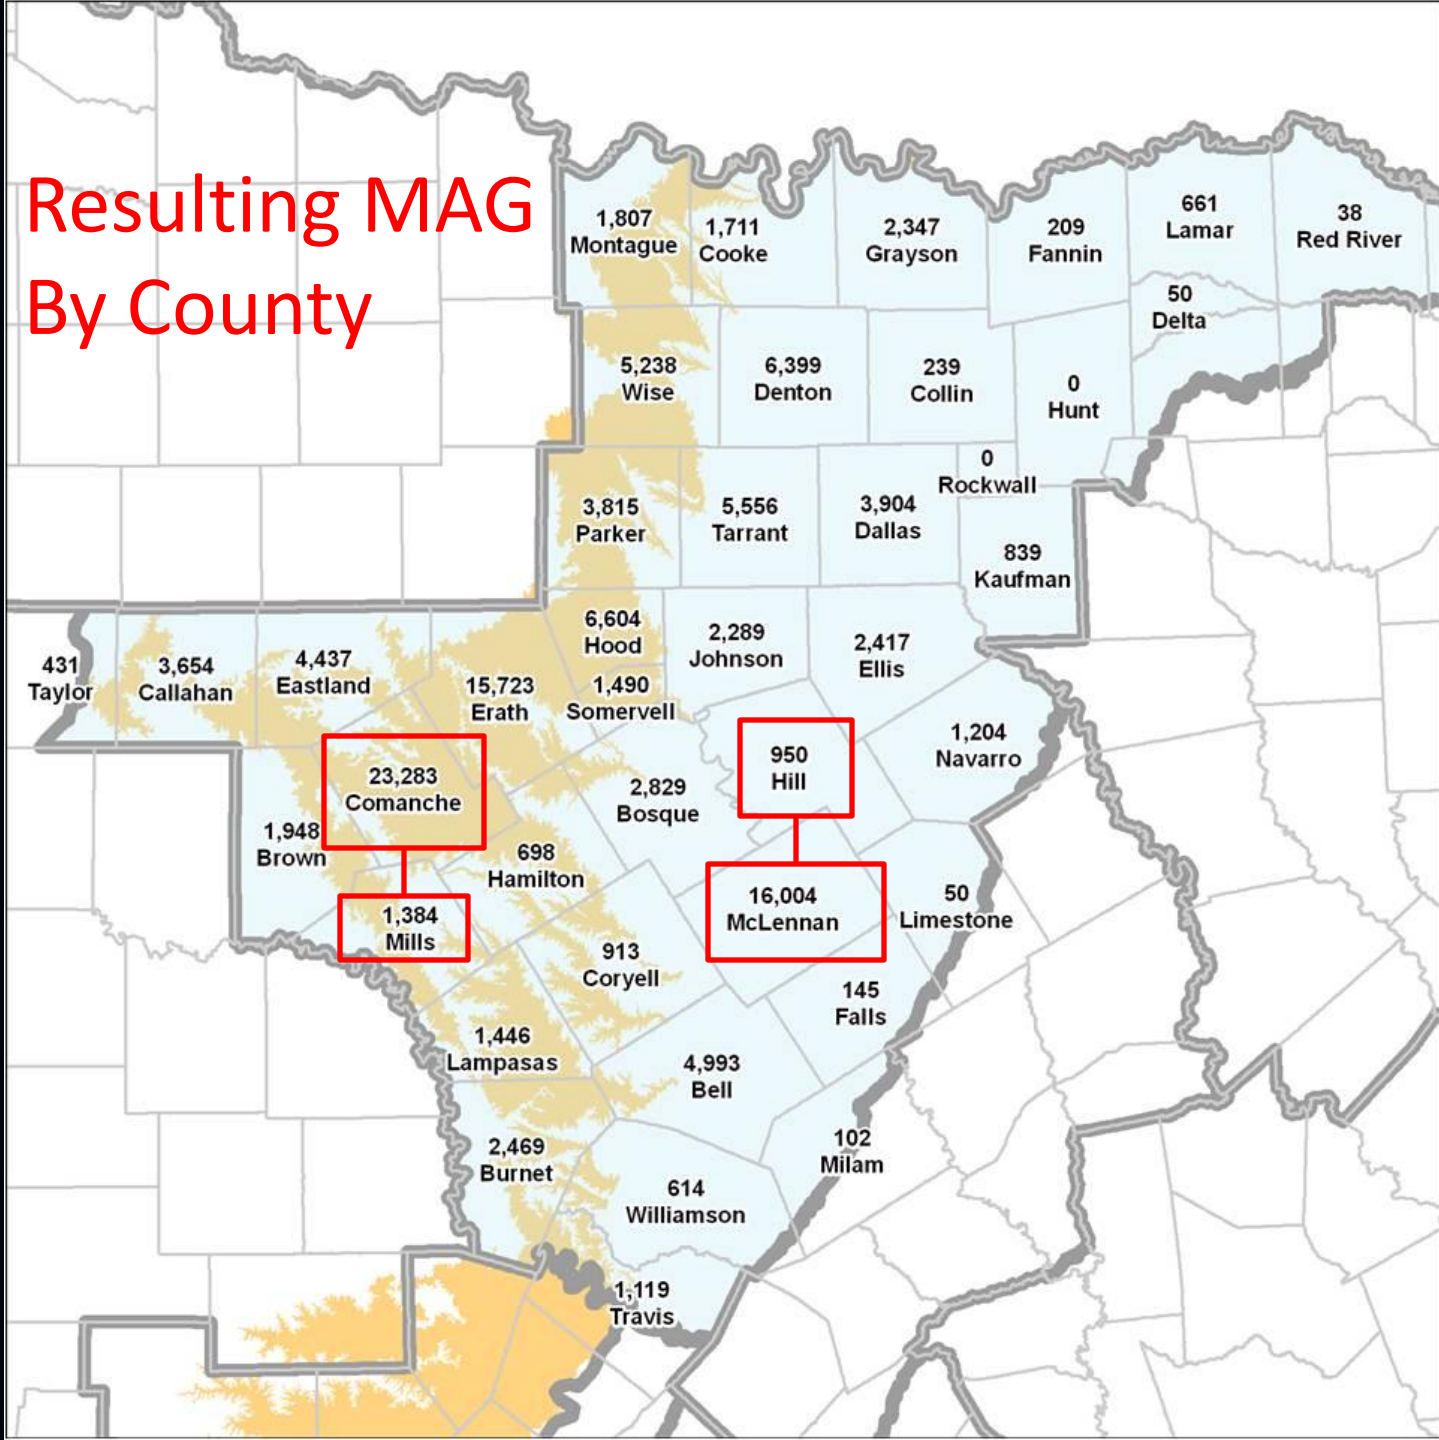 Resulting MAG
By County
1,807
Montague
1,711
Cooke
2,347
Grayson
209
Fannin
661
Lamar
38
Red River
50
Delta
5,238
Wise
6,399
Denton
239
Collin
0
Hunt
0
Rockwall
3,815
Parker
5,556
Tarrant
3,904
Dallas
839
Kaufman
431
Taylor
3,654
Callahan
4,437
Eastland
15,723
Erath
6,604
Hood
1,490
Somervell
2,289
Johnson
2,417
Ellis
1,204
Navarro
23,283
Comanche
950
Hill
2,829
Bosque
1,948
Brown
698
Hamilton
1,384
Mills
16,004
McLennan
50
Limestone
913
Coryell
145
Falls
1,446
Lampasas
4,993
Bell
2,469
Burnet
102
Milam
614
Williamson
1,119
Travis